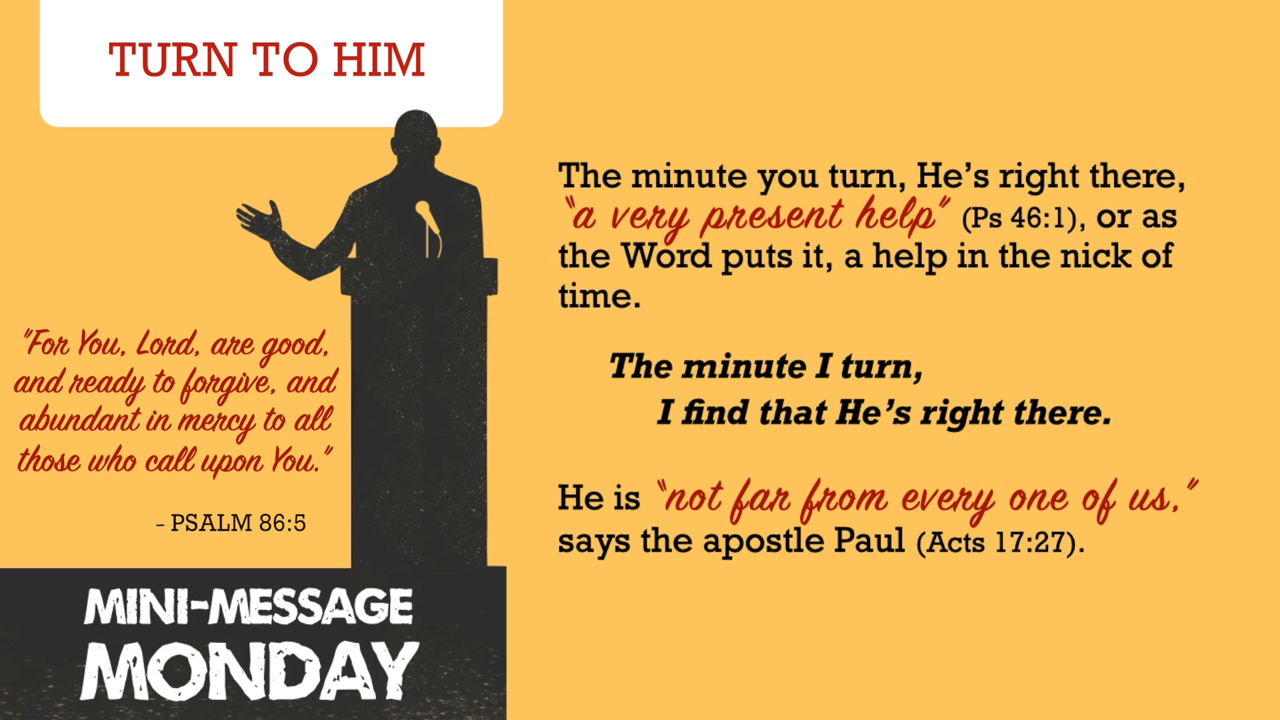 TURN TO HIM
"For You, Lord, are good,
and ready to forgive, and
abundant in mercy to all
those who call upon You."
– PSALM 86:5
MINI-MESSAGE
MONDAY
The minute you turn, He's right there,
"a very present help" (Ps 46:1), or as
the Word puts it, a help in the nick of
time.
The minute I turn,
I find that He's right there.
He is "not far from every one of us,"
says the apostle Paul (Acts 17:27).